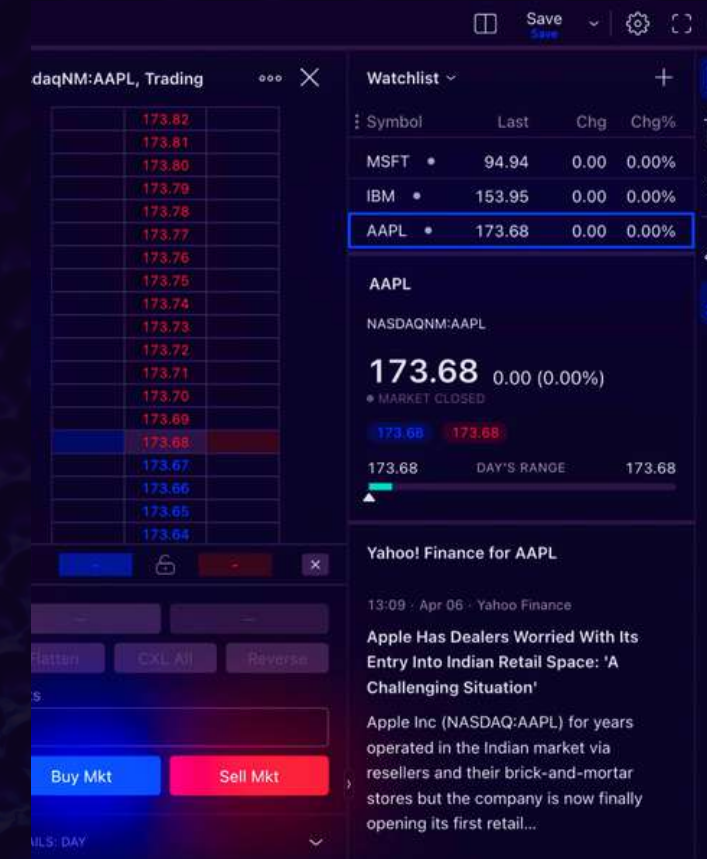 Save
Save
daqNM:AAPL, Trading
173.82
173.81
173.80
173.79
173.78
173.77
173.76
173.75
173.74
173.73
173.72
173.71
173.70
173.69
173.68
173.67
173.66
173.65
173.64
Flatten CXL All Reverse
Buy Mkt Sell Mkt
AILS: DAY
Watchlist
Symbol Last Chg Chg%
MSFT 94.94 0.00 0.00%
IBM 153.95 0.00 0.00%
AAPL 173.68 0.00 0.00%
AAPL
NASDAQNM:AAPL
173.68 0.00 (0.00%)
MARKET CLOSED
173.68 173.68
173.68 DAY'S RANGE 173.68
Yahoo! Finance for AAPL
13:09 · Apr 06 · Yahoo Finance
Apple Has Dealers Worried With Its
Entry Into Indian Retail Space: 'A
Challenging Situation'
Apple Inc (NASDAQ:AAPL) for years
operated in the Indian market via
resellers and their brick-and-mortar
stores but the company is now finally
opening its first retail...